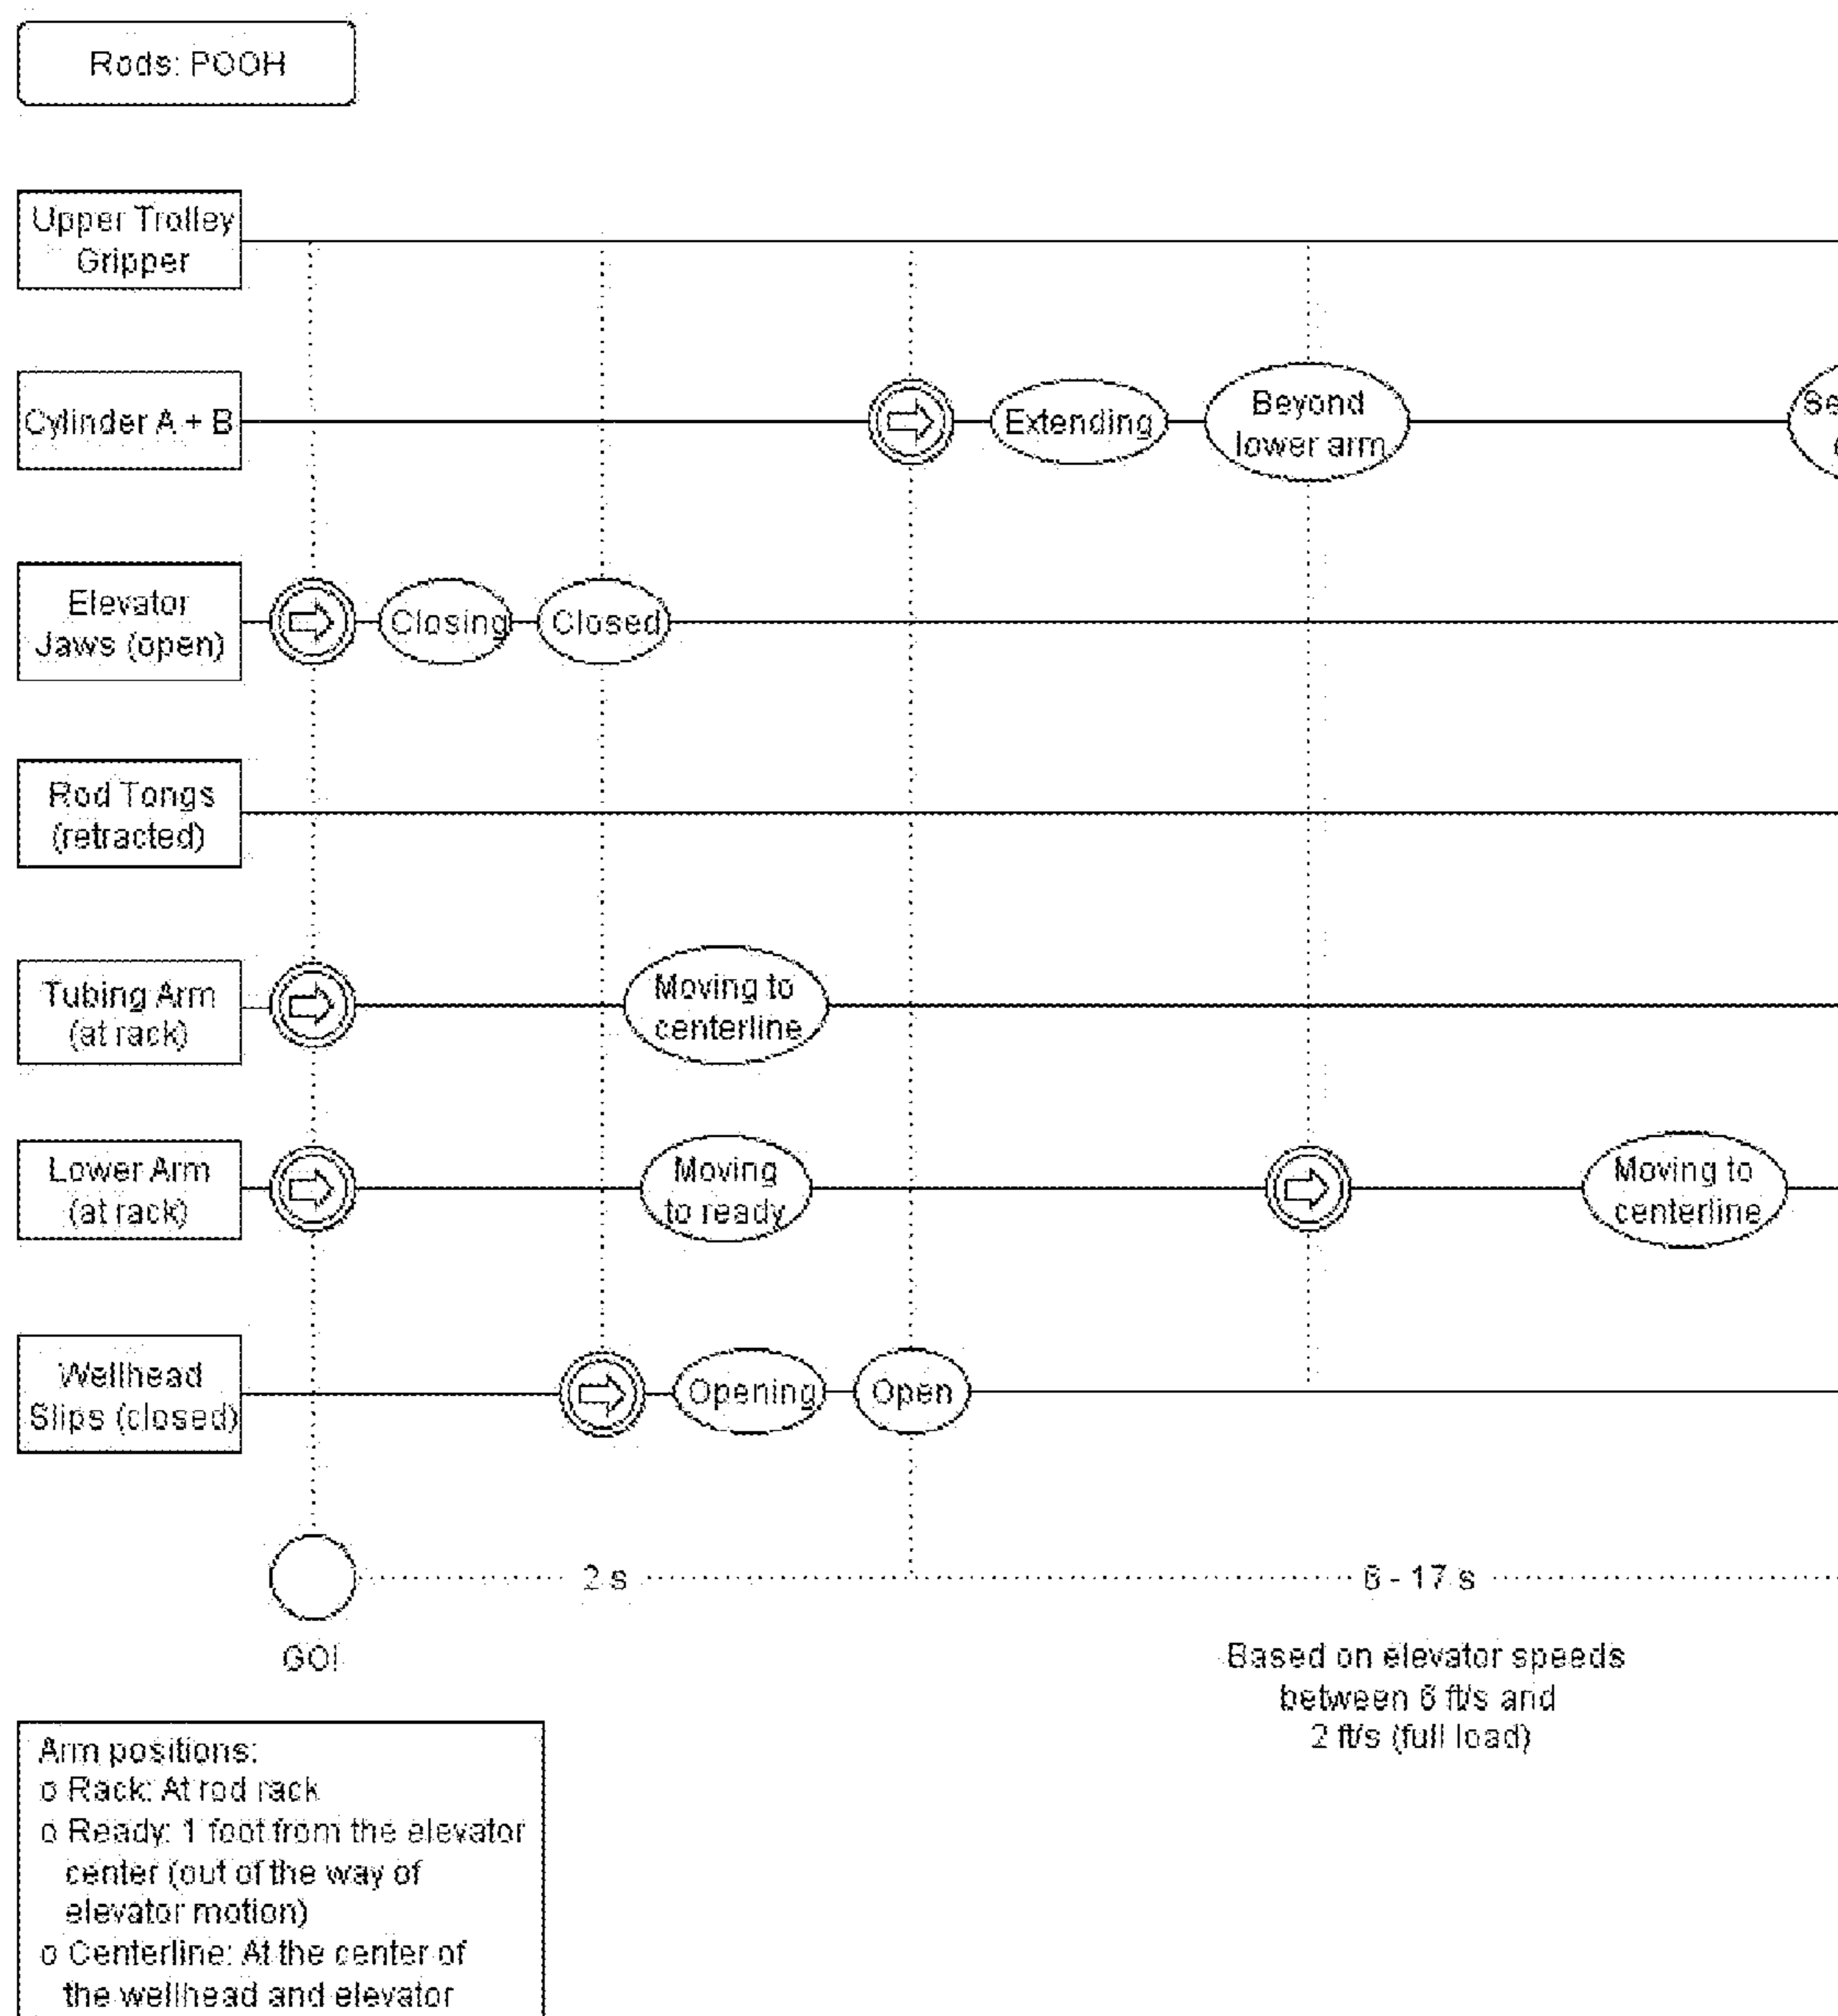 Rods: POOH
Upper Trolley
Gripper
Cylinder A + B
Extending
Beyond
lower arm
Se
Elevator
Jaws (open)
Closing
Closed
Rod Tongs
(retracted)
Tubing Arm
(at rack)
Moving to
centerline
Lower Arm
(at rack)
Moving
to ready
Moving to
centerline
Wellhead
Slips (closed)
Opening
Open
2 s
6 - 17 s
GO!
Based on elevator speeds
between 6 ft/s and
2 ft/s (full load)
Arm positions:
o Rack: At rod rack
o Ready: 1 foot from the elevator
center (out of the way of
elevator motion)
o Centerline: At the center of
the wellhead and elevator